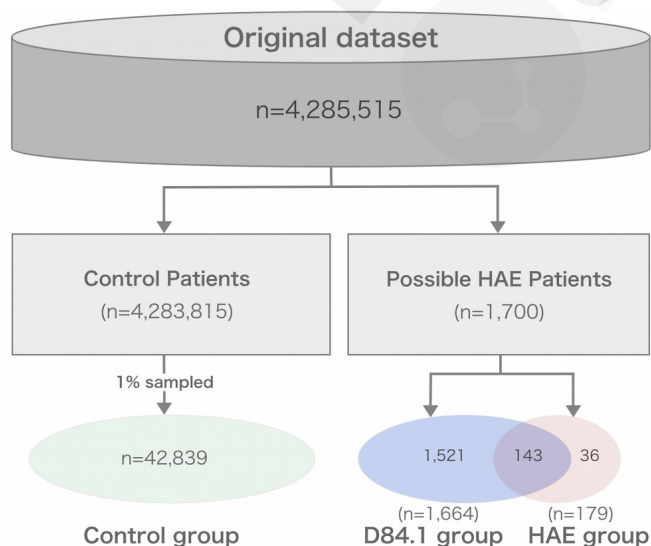 Original dataset
n=4,285,515
Control Patients
(n=4,283,815)
Possible HAE Patients
(n=1,700)
1% sampled
n=42,839
1,521
143
36
(n=1,664)
(n=179)
Control group
D84.1 group
HAE group